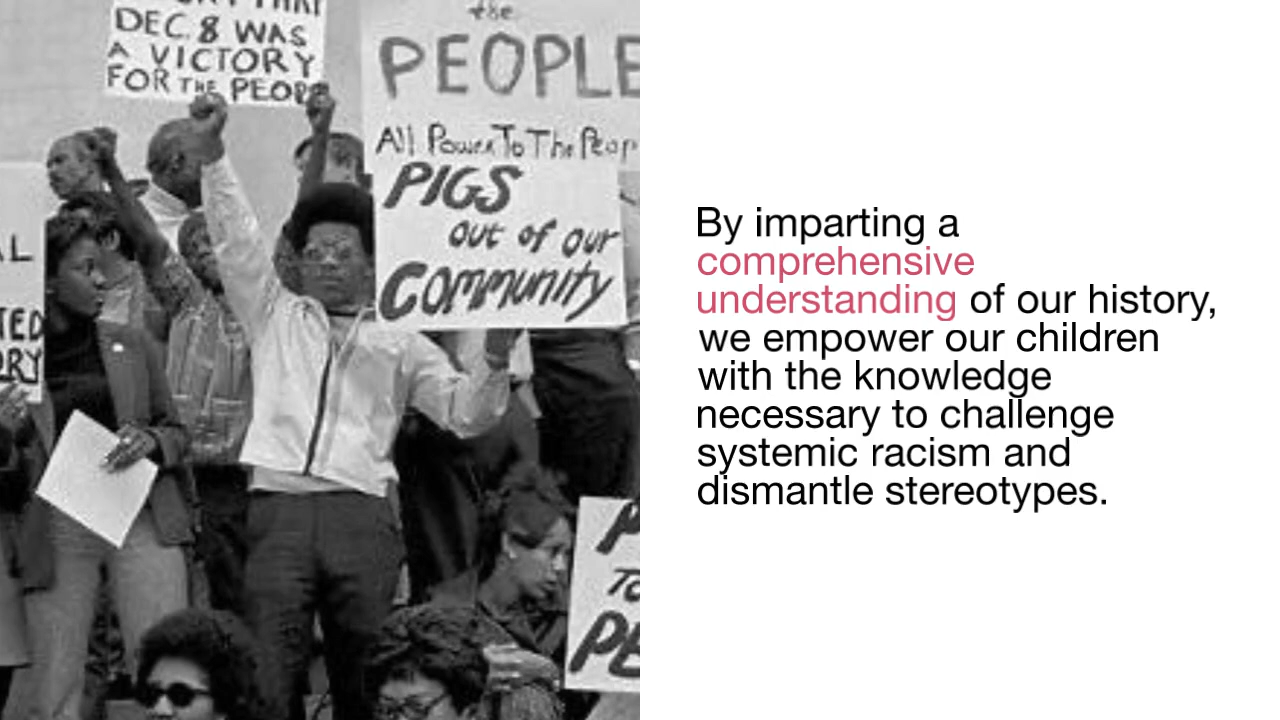 DEC. 8 WAS
A VICTORY
FOR THE PEOPLE
the
PEOPLE
All Power To The Peop
PIGS
out of our
Community
By imparting a
comprehensive
understanding of our history,
we empower our children
with the knowledge
necessary to challenge
systemic racism and
dismantle stereotypes.